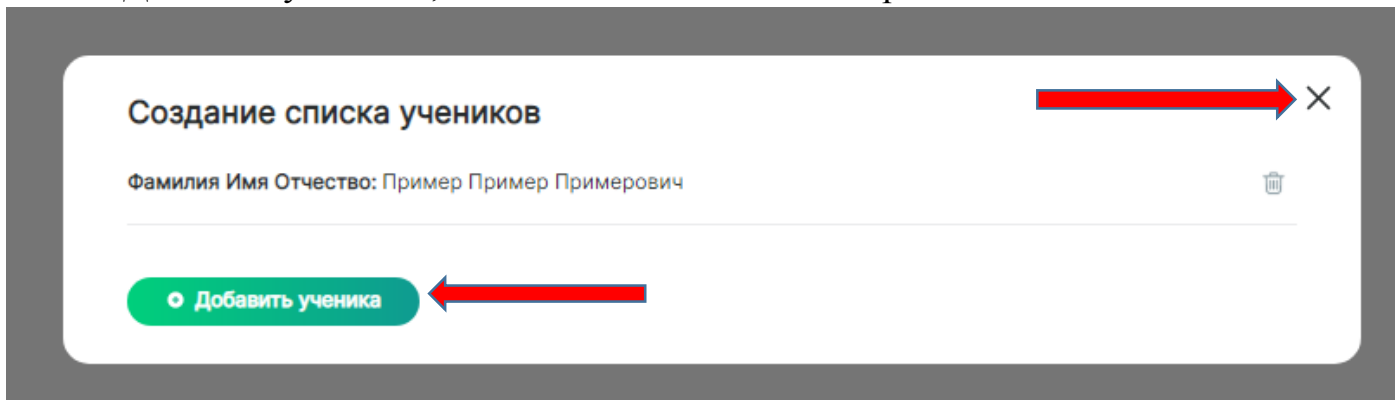 Создание списка учеников
Фамилия Имя Отчество: Пример Пример Примерович
Добавить ученика